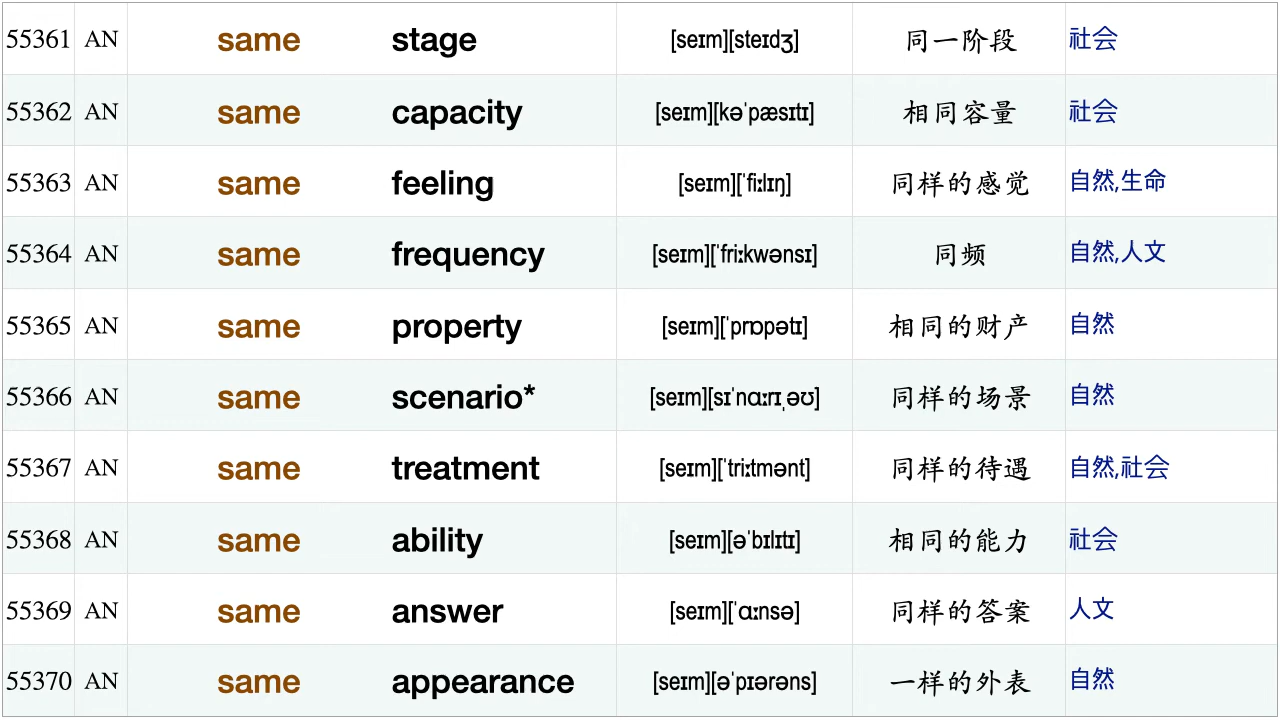 55361 AN same stage [seɪm][steɪdʒ] 同一阶段 社会
55362 AN same capacity [seɪm][kəˈpæsɪtɪ] 相同容量 社会
55363 AN same feeling [seɪm][ˈfiːlɪŋ] 同样的感觉 自然,生命
55364 AN same frequency [seɪm][ˈfriːkwənsɪ] 同频 自然,人文
55365 AN same property [seɪm][ˈprɒpətɪ] 相同的财产 自然
55366 AN same scenario* [seɪm][sɪˈnɑːrɪˌəʊ] 同样的场景 自然
55367 AN same treatment [seɪm][ˈtriːtmənt] 同样的待遇 自然,社会
55368 AN same ability [seɪm][əˈbɪlɪtɪ] 相同的能力 社会
55369 AN same answer [seɪm][ˈɑːnsə] 同样的答案 人文
55370 AN same appearance [seɪm][əˈpɪərəns] 一样的外表 自然